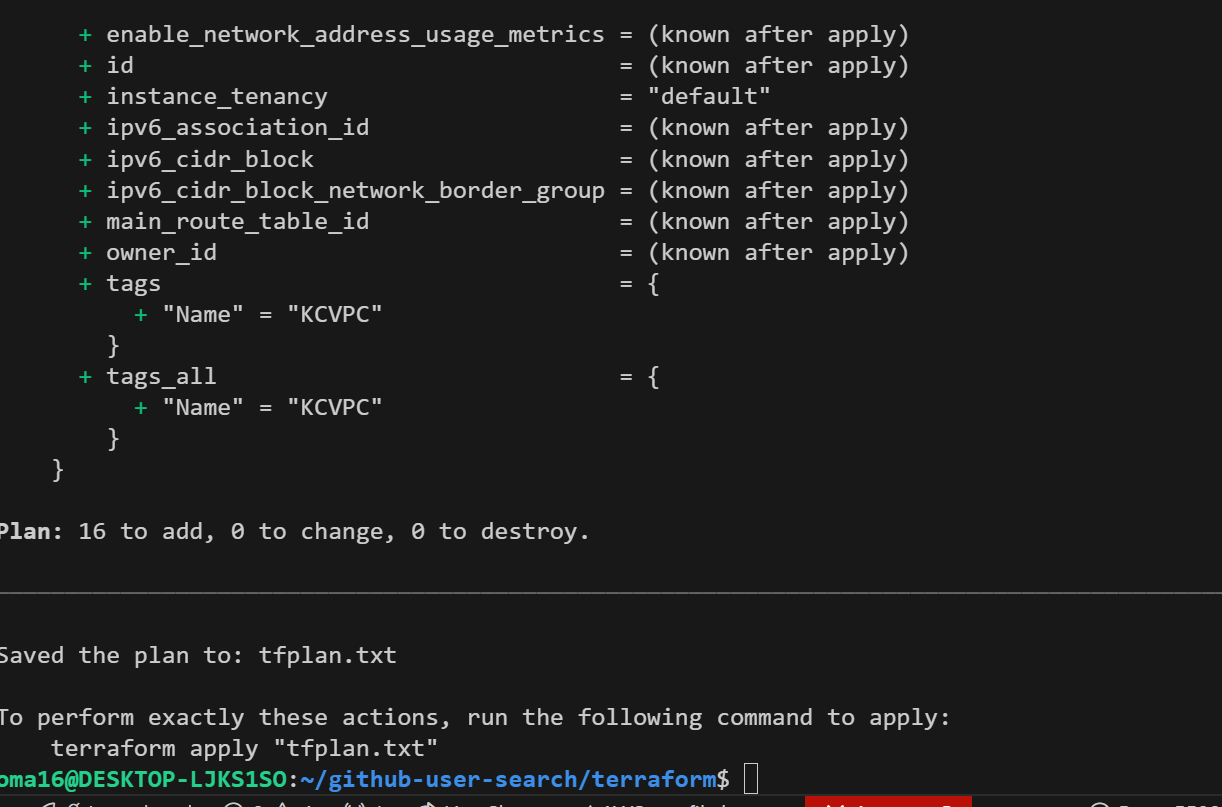 + enable_network_address_usage_metrics = (known after apply)
+ id = (known after apply)
+ instance_tenancy = "default"
+ ipv6_association_id = (known after apply)
+ ipv6_cidr_block = (known after apply)
+ ipv6_cidr_block_network_border_group = (known after apply)
+ main_route_table_id = (known after apply)
+ owner_id = (known after apply)
+ tags = {
+ "Name" = "KCVPC"
}
+ tags_all = {
+ "Name" = "KCVPC"
}
}
Plan: 16 to add, 0 to change, 0 to destroy.
Saved the plan to: tfplan.txt
To perform exactly these actions, run the following command to apply:
terraform apply "tfplan.txt"
oma16@DESKTOP-LJKS1SO:~/github-user-search/terraform$